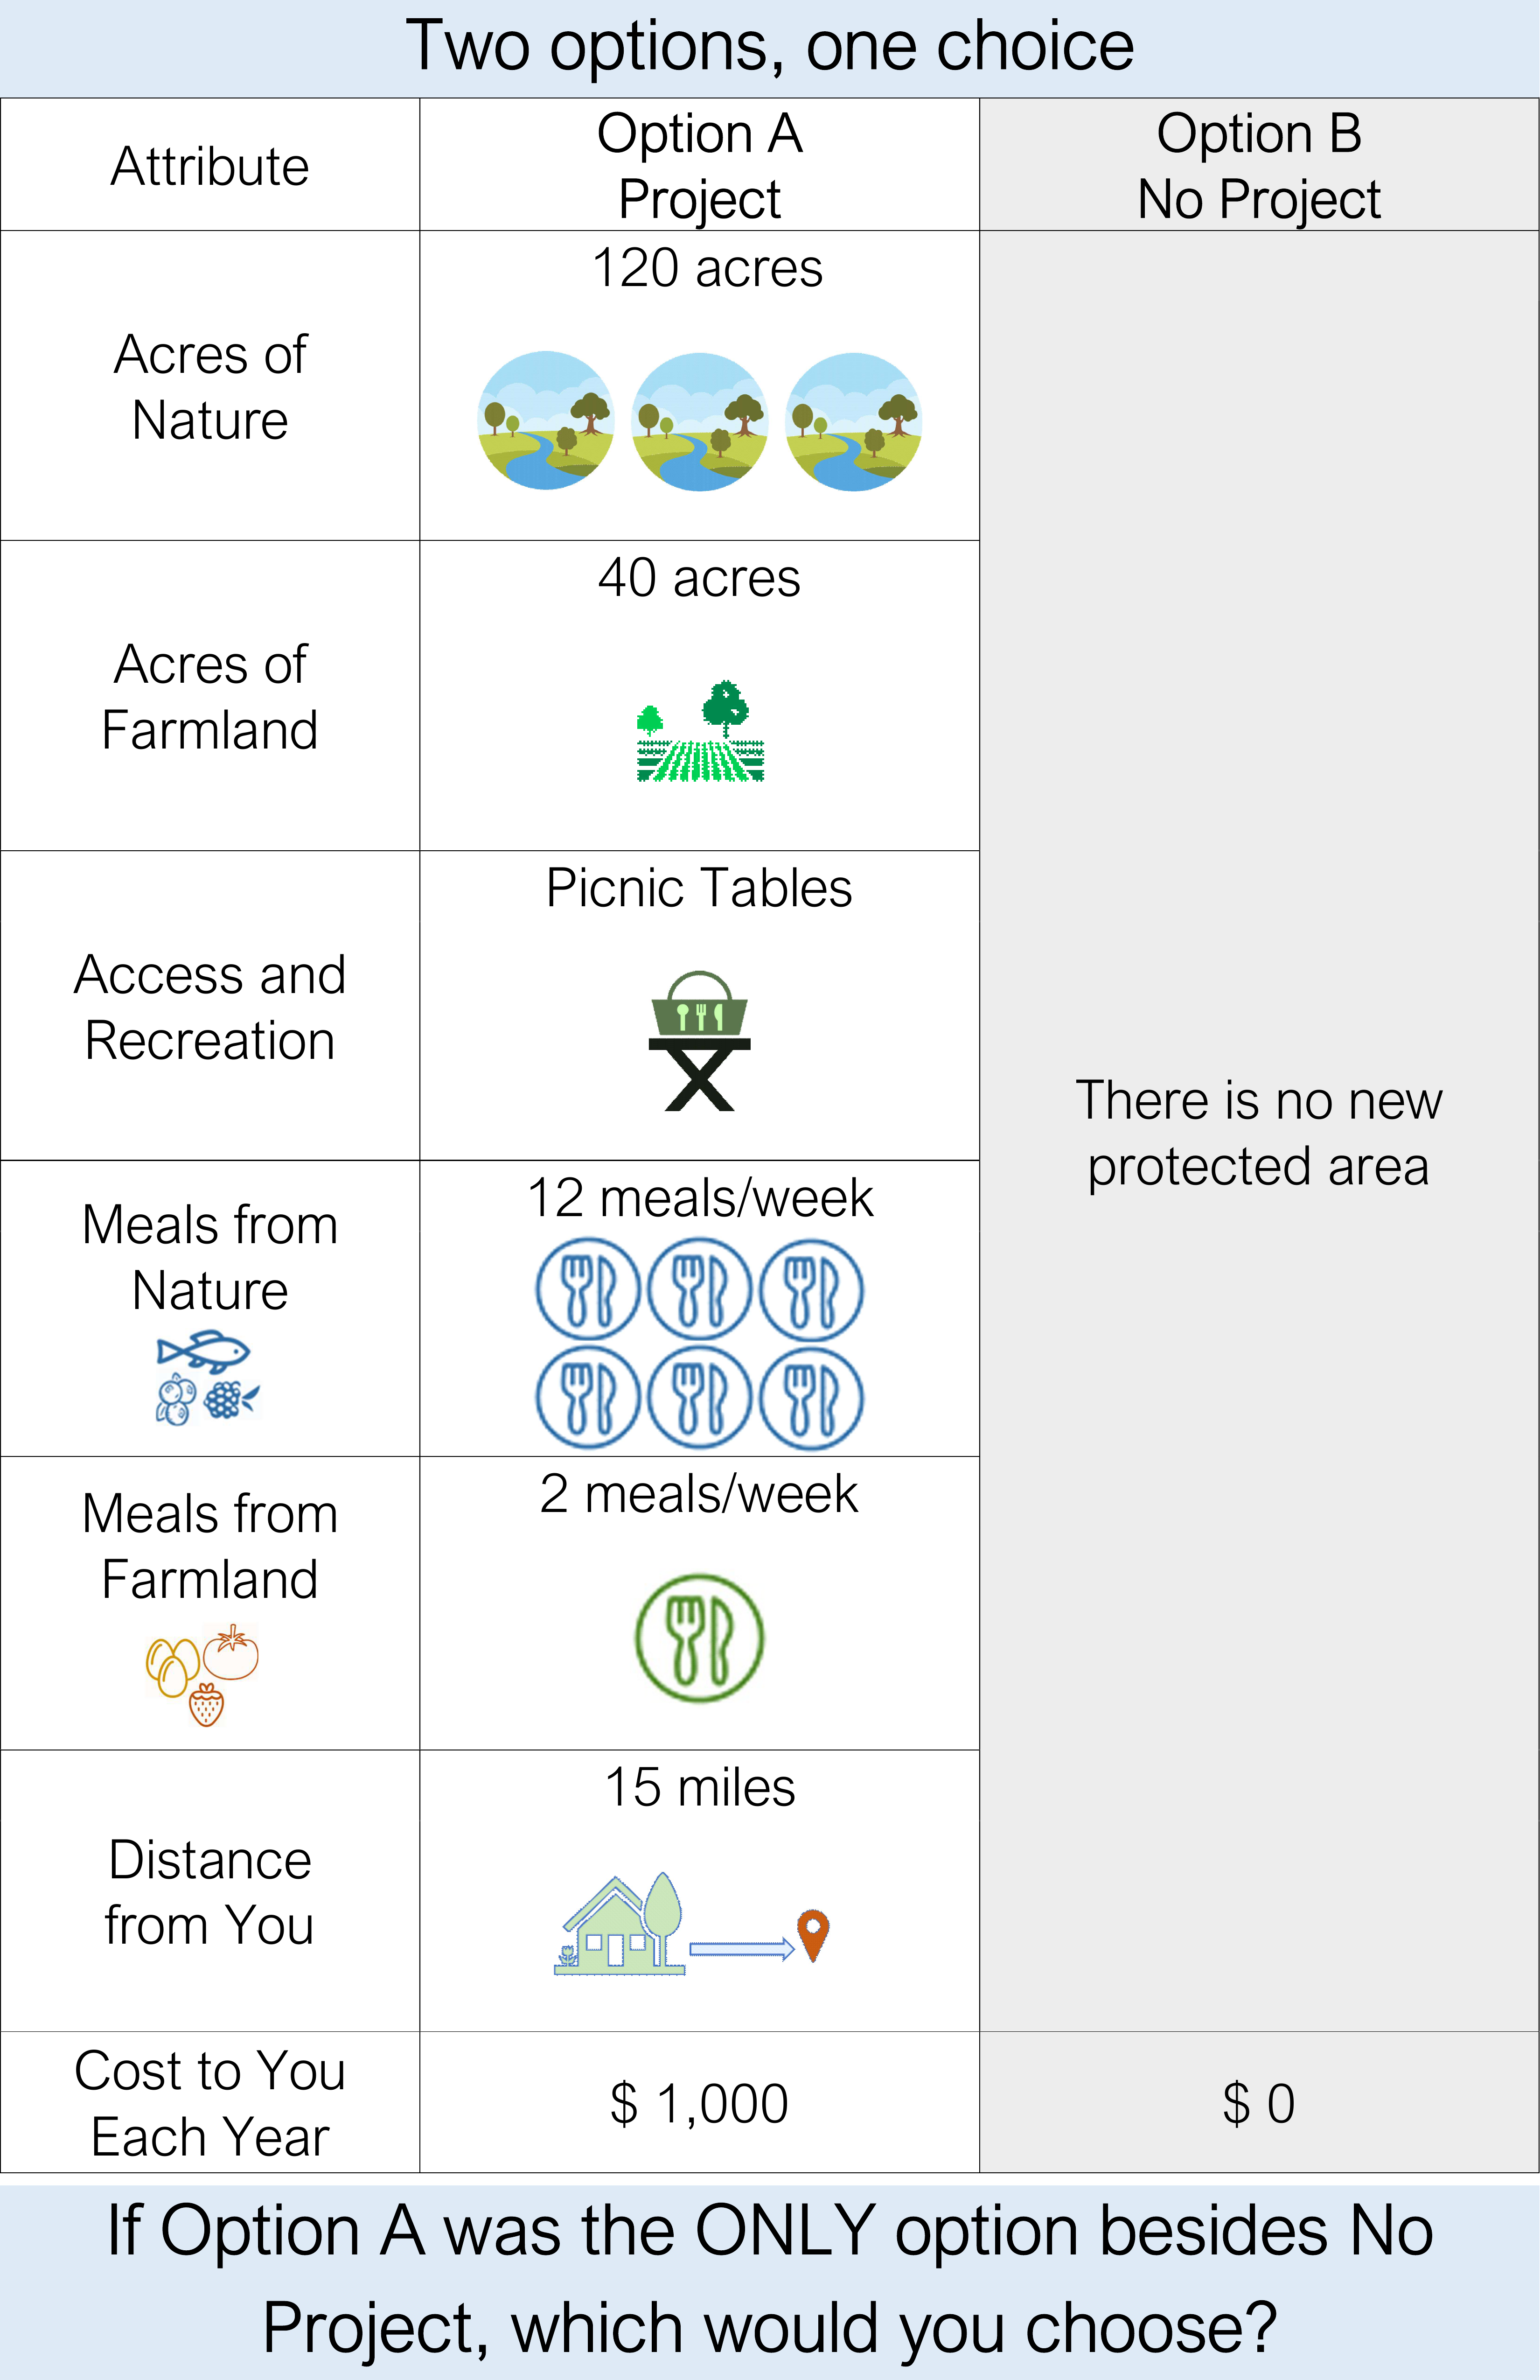 Two options, one choice
Attribute
Option A
Project
Option B
No Project
Acres of
Nature
120 acres
Acres of
Farmland
40 acres
Access and
Recreation
Picnic Tables
There is no new
protected area
Meals from
Nature
12 meals/week
Meals from
Farmland
2 meals/week
Distance
from You
15 miles
Cost to You
Each Year
$ 1,000
$ 0
If Option A was the ONLY option besides No
Project, which would you choose?